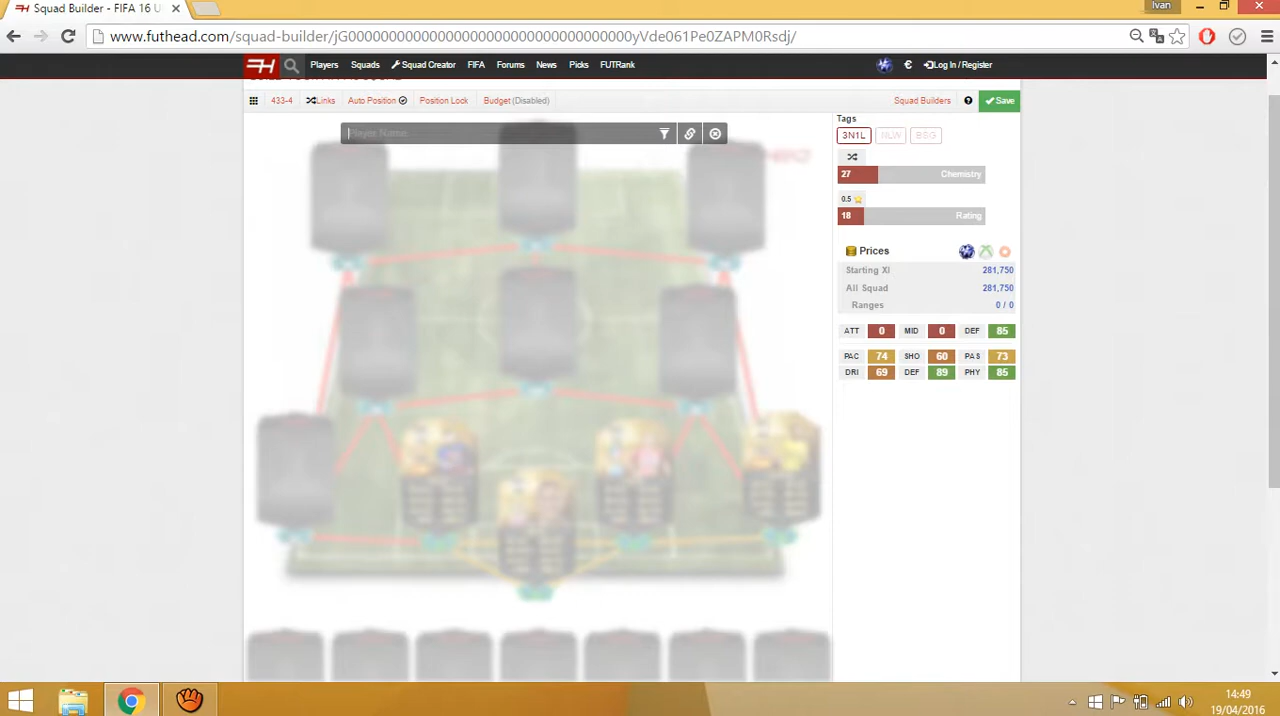 Ivan
Squad Builder - FIFA 16 U
www.futhead.com/squad-builder/jG00000000000000000000000000000000yVde061Pe0ZAPM0Rsdj/
Players Squads Squad Creator FIFA Forums News Picks FUTRank € Log In / Register
433-4 Links Auto Position Position Lock Budget (Disabled) Squad Builders Save
Player Name
Tags
3N1L NLW BSG
27 Chemistry
0.5
18 Rating
Prices
Starting XI 281,750
All Squad 281,750
Ranges 0 / 0
ATT 0 MID 0 DEF 85
PAC 74 SHO 60 PAS 73
DRI 69 DEF 89 PHY 85
14:49
19/04/2016